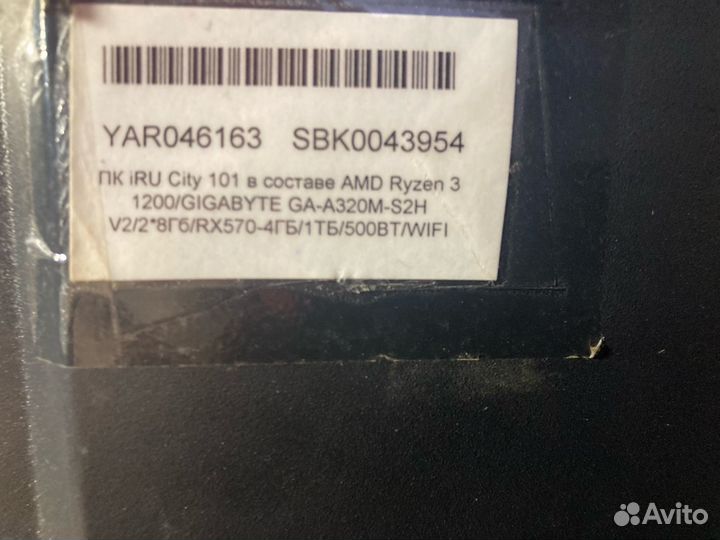 YAR046163 SBK0043954
ПК iRU City 101 в составе AMD Ryzen 3
1200/GIGABYTE GA-A320M-S2H
V2/2*8Гб/RX570-4ГБ/1ТБ/500ВТ/WIFI
Avito